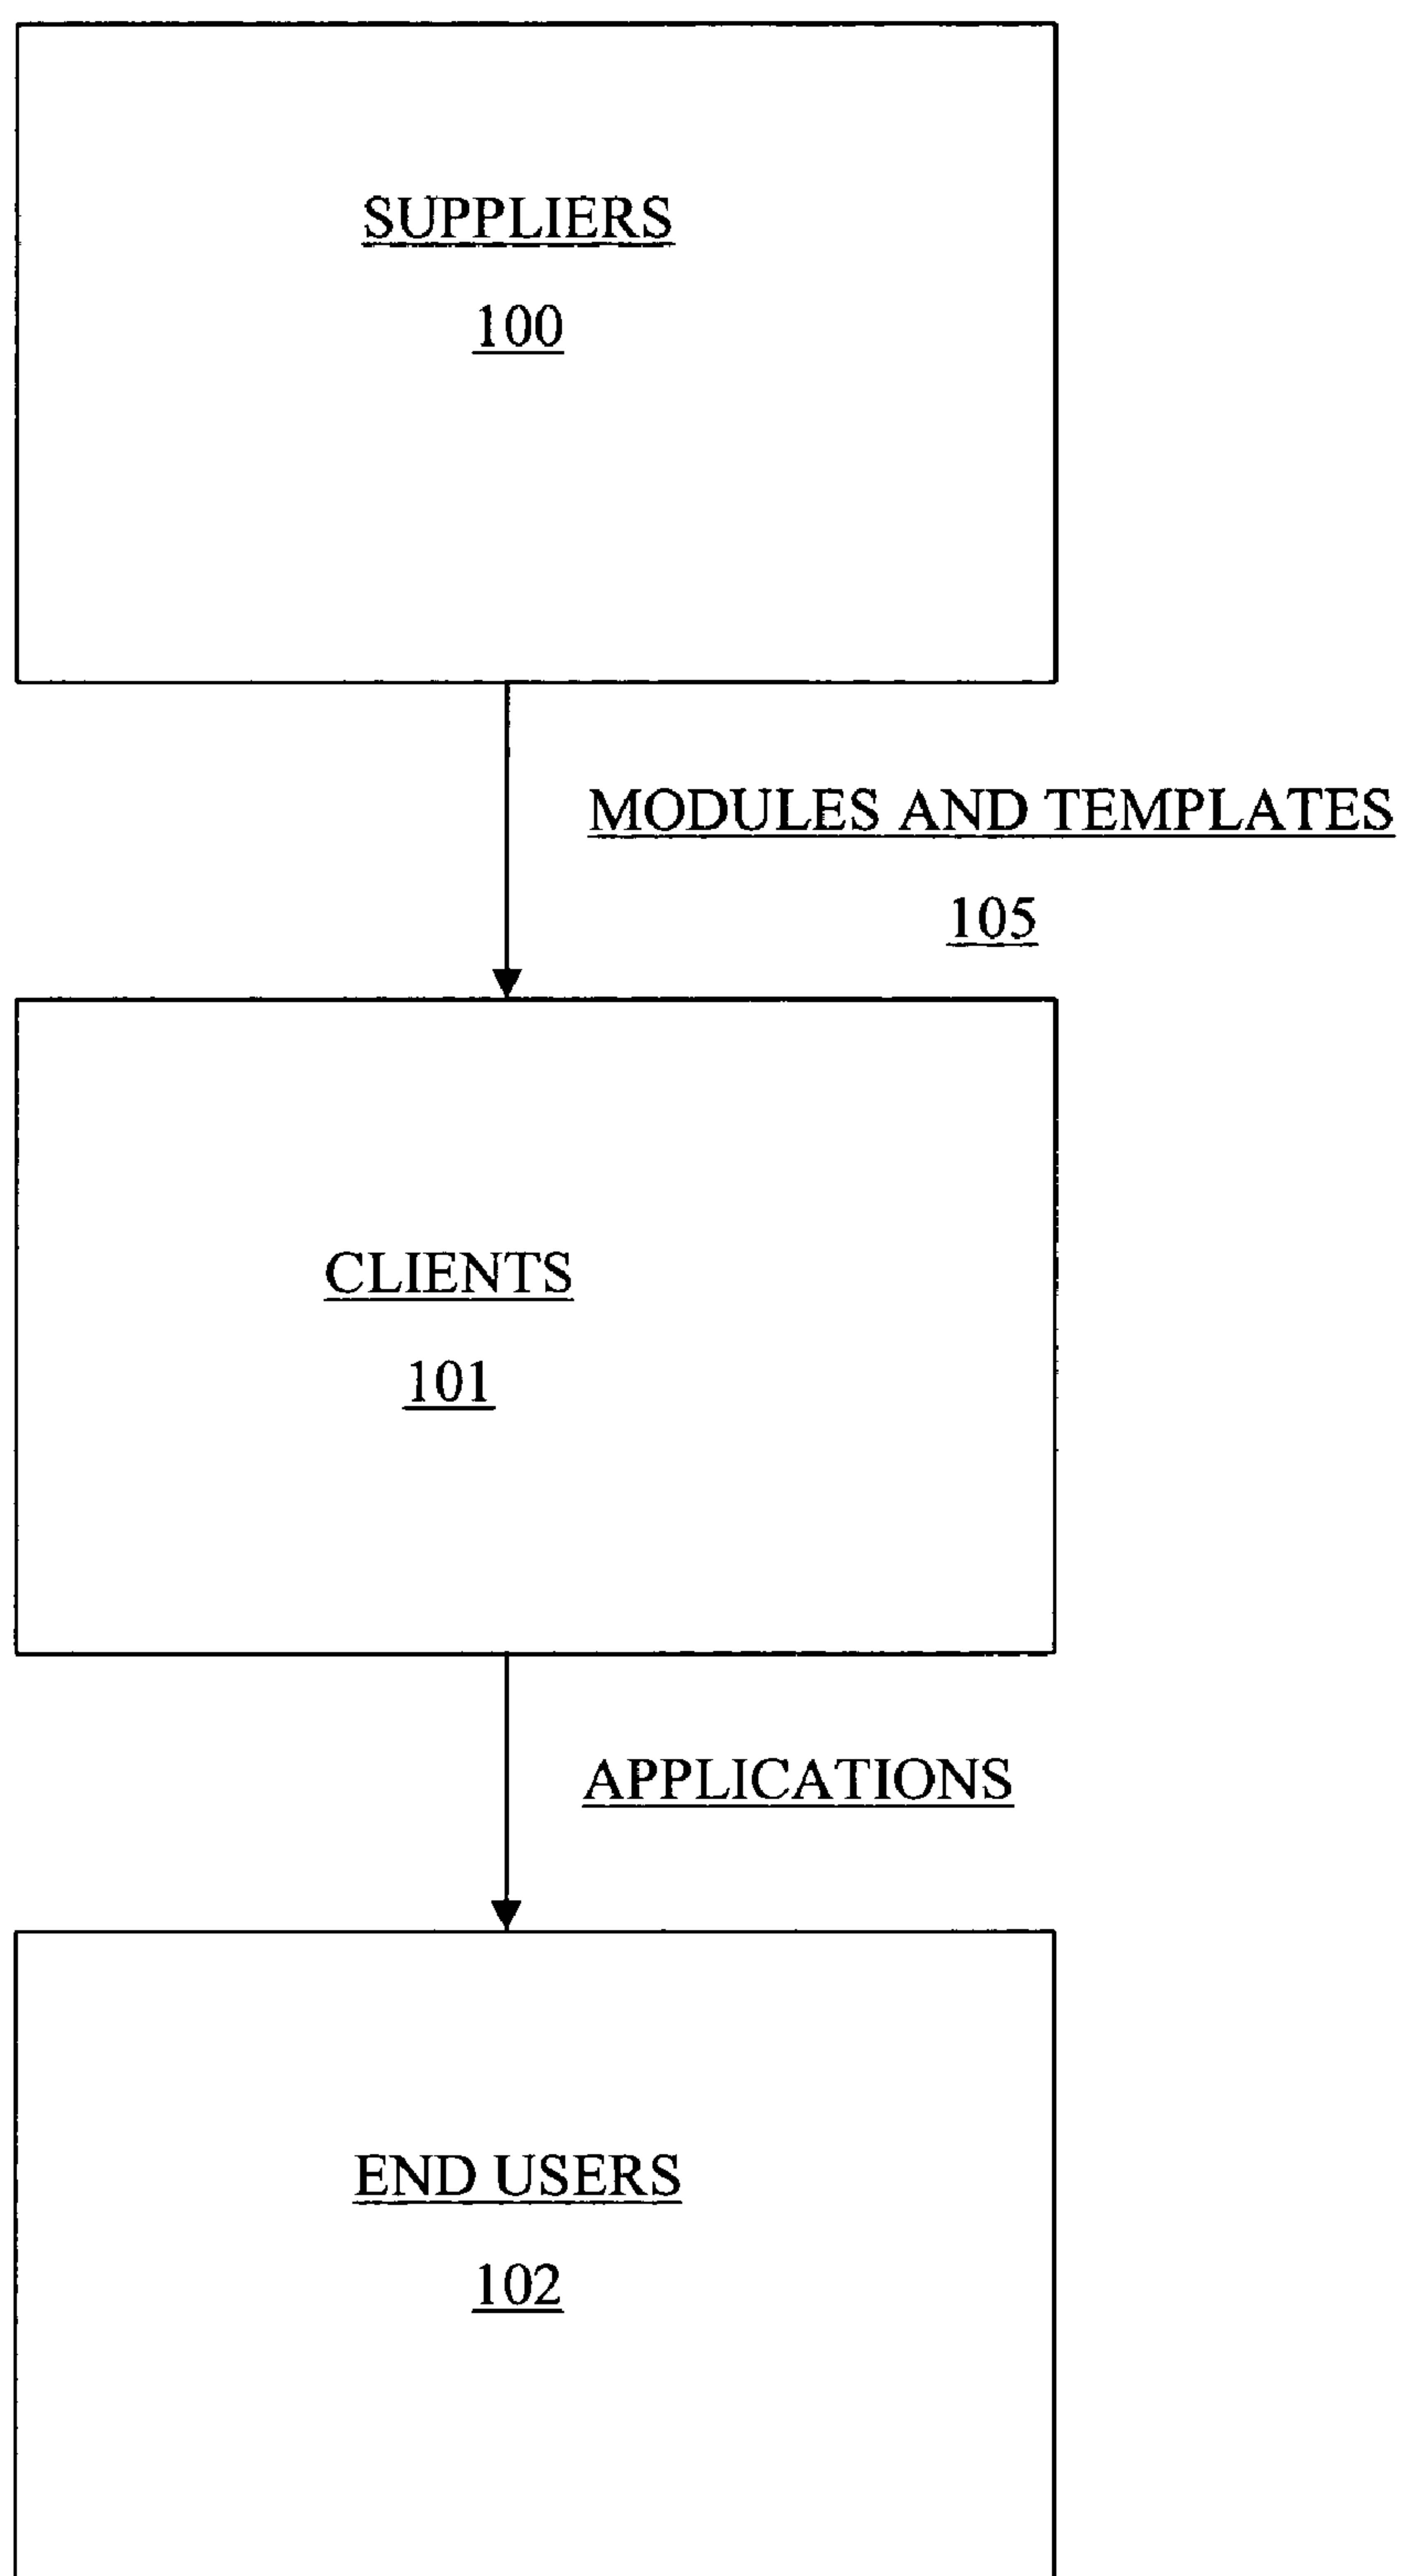 SUPPLIERS
100
MODULES AND TEMPLATES
105
CLIENTS
101
APPLICATIONS
END USERS
102